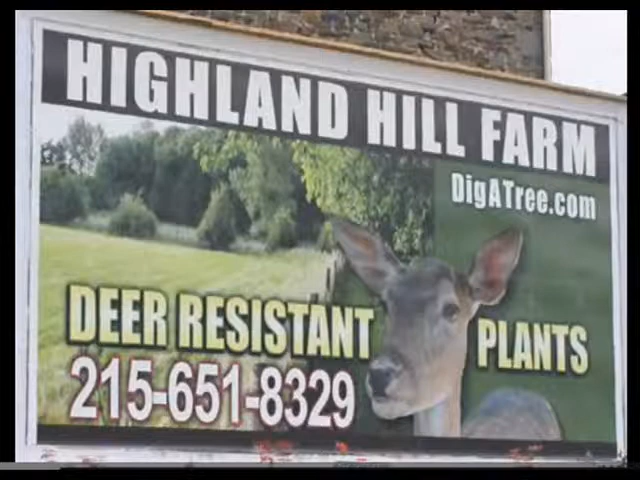 HIGHLAND HILL FARM
DigATree.com
DEER RESISTANT PLANTS
215-651-8329